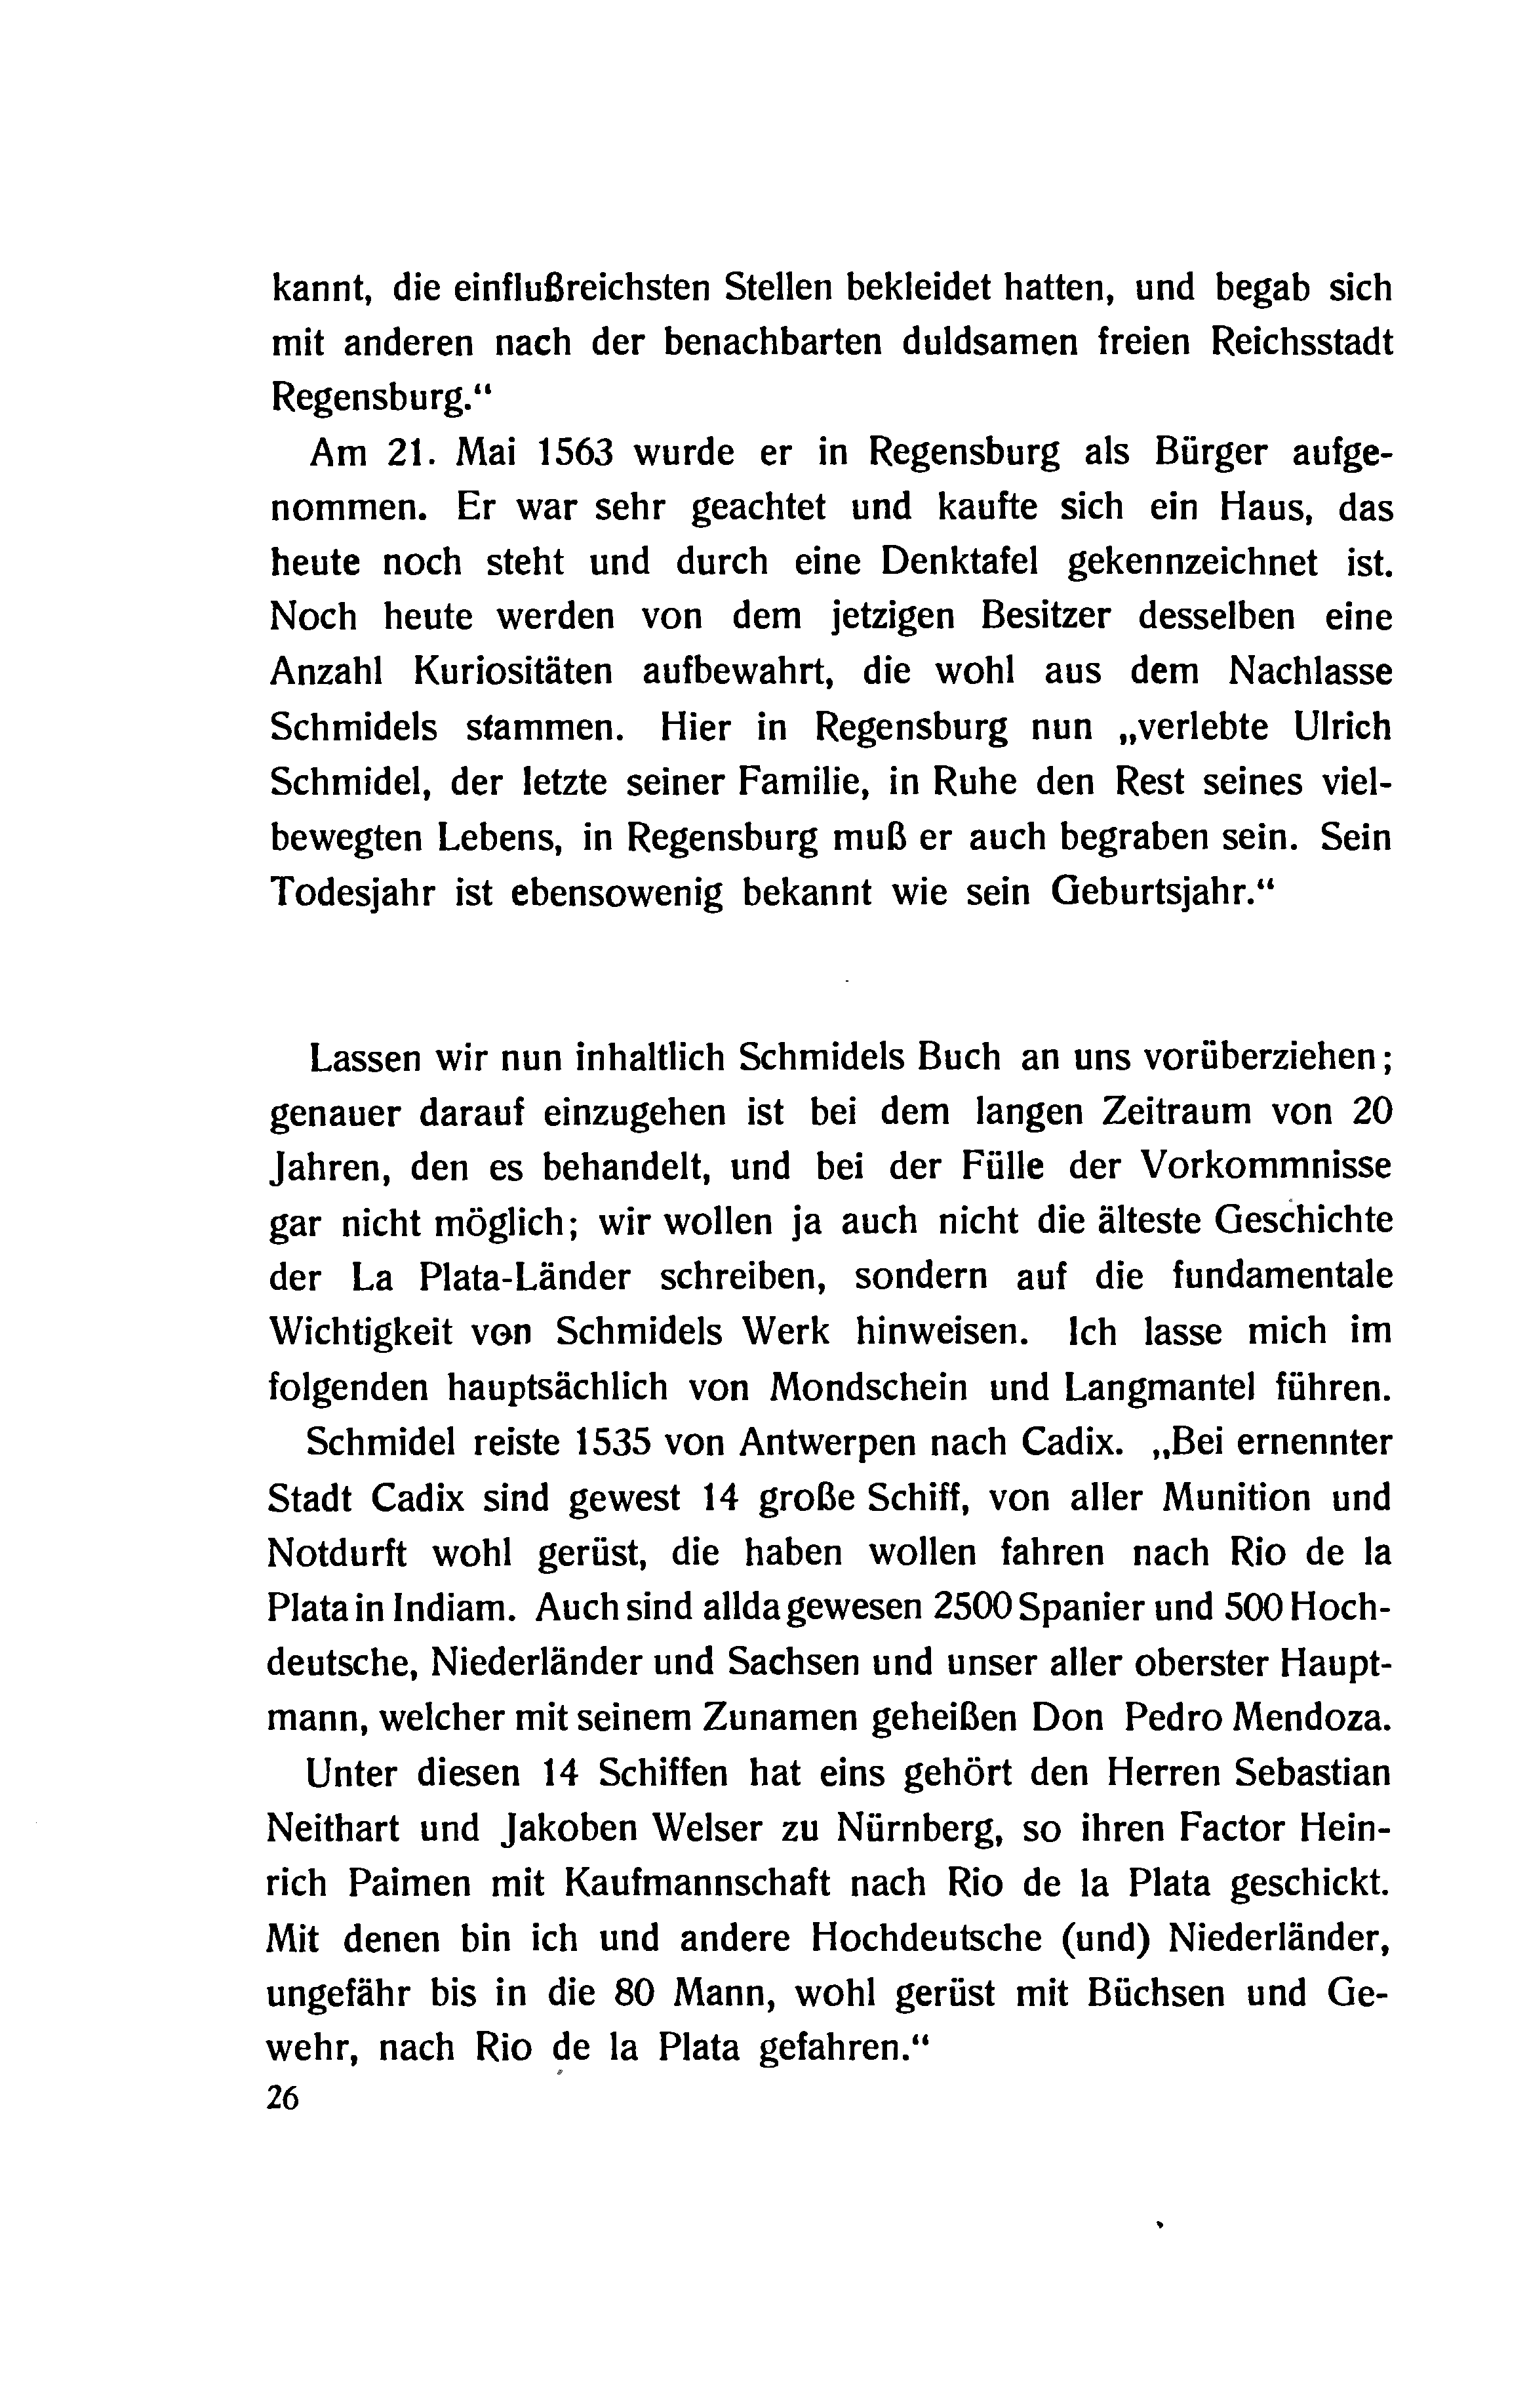 kannt, die einflußreichsten Stellen bekleidet hatten, und begab sich
mit anderen nach der benachbarten duldsamen freien Reichsstadt
Regensburg.“
Am 21. Mai 1563 wurde er in Regensburg als Bürger aufge-
nommen. Er war sehr geachtet und kaufte sich ein Haus, das
heute noch steht und durch eine Denktafel gekennzeichnet ist.
Noch heute werden von dem jetzigen Besitzer desselben eine
Anzahl Kuriositäten aufbewahrt, die wohl aus dem Nachlasse
Schmidels stammen. Hier in Regensburg nun „verlebte Ulrich
Schmidel, der letzte seiner Familie, in Ruhe den Rest seines viel-
bewegten Lebens, in Regensburg muß er auch begraben sein. Sein
Todesjahr ist ebensowenig bekannt wie sein Geburtsjahr.“
Lassen wir nun inhaltlich Schmidels Buch an uns vorüberziehen;
genauer darauf einzugehen ist bei dem langen Zeitraum von 20
Jahren, den es behandelt, und bei der Fülle der Vorkommnisse
gar nicht möglich; wir wollen ja auch nicht die älteste Geschichte
der La Plata-Länder schreiben, sondern auf die fundamentale
Wichtigkeit von Schmidels Werk hinweisen. Ich lasse mich im
folgenden hauptsächlich von Mondschein und Langmantel führen.
Schmidel reiste 1535 von Antwerpen nach Cadix. „Bei ernennter
Stadt Cadix sind gewest 14 große Schiff, von aller Munition und
Notdurft wohl gerüst, die haben wollen fahren nach Rio de la
Plata in Indiam. Auch sind allda gewesen 2500 Spanier und 500 Hoch-
deutsche, Niederländer und Sachsen und unser aller oberster Haupt-
mann, welcher mit seinem Zunamen geheißen Don Pedro Mendoza.
Unter diesen 14 Schiffen hat eins gehört den Herren Sebastian
Neithart und Jakoben Welser zu Nürnberg, so ihren Factor Hein-
rich Paimen mit Kaufmannschaft nach Rio de la Plata geschickt.
Mit denen bin ich und andere Hochdeutsche (und) Niederländer,
ungefähr bis in die 80 Mann, wohl gerüst mit Büchsen und Ge-
wehr, nach Rio de la Plata gefahren.“
26